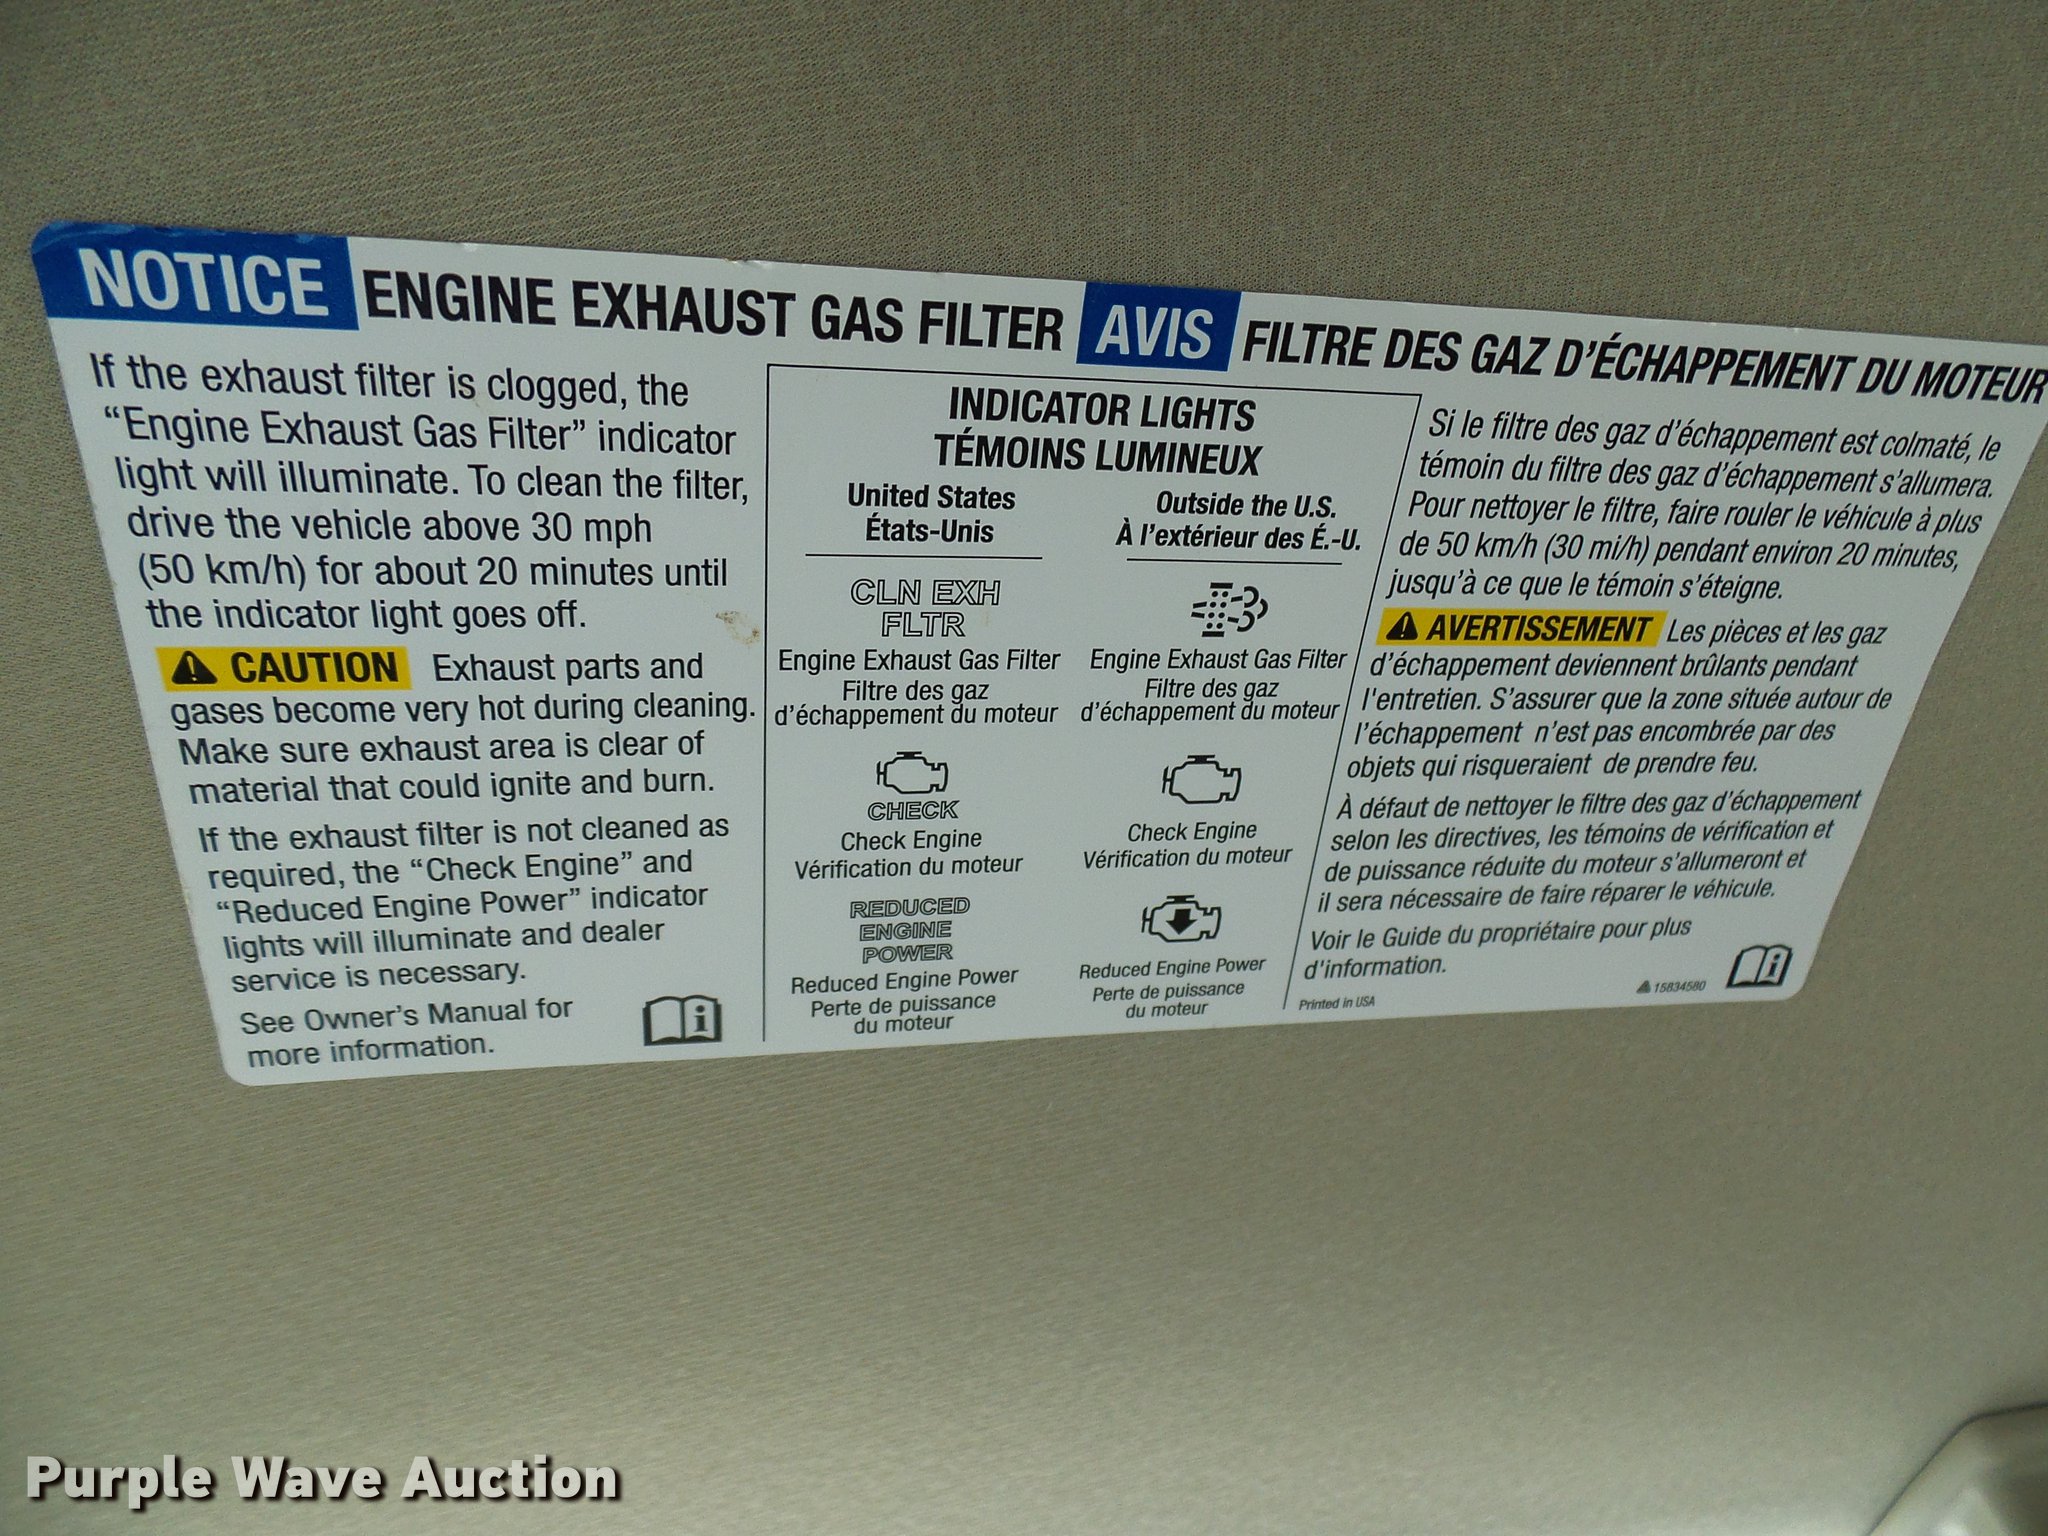 NOTICE ENGINE EXHAUST GAS FILTER AVIS FILTRE DES GAZ D'ÉCHAPPEMENT DU MOTEUR
If the exhaust filter is clogged, the
“Engine Exhaust Gas Filter” indicator
light will illuminate. To clean the filter,
drive the vehicle above 30 mph
(50 km/h) for about 20 minutes until
the indicator light goes off.
CAUTION Exhaust parts and
gases become very hot during cleaning.
Make sure exhaust area is clear of
material that could ignite and burn.
If the exhaust filter is not cleaned as
required, the “Check Engine” and
“Reduced Engine Power” indicator
lights will illuminate and dealer
service is necessary.
See Owner's Manual for
more information.
INDICATOR LIGHTS
TÉMOINS LUMINEUX
United States
États-Unis
CLN EXH
FLTR
Engine Exhaust Gas Filter
Filtre des gaz
d'échappement du moteur
CHECK
Check Engine
Vérification du moteur
REDUCED
ENGINE
POWER
Reduced Engine Power
Perte de puissance
du moteur
Outside the U.S.
À l'extérieur des É.-U.
Engine Exhaust Gas Filter
Filtre des gaz
d'échappement du moteur
Check Engine
Vérification du moteur
Reduced Engine Power
Perte de puissance
du moteur
Si le filtre des gaz d'échappement est colmaté, le
témoin du filtre des gaz d'échappement s'allumera.
Pour nettoyer le filtre, faire rouler le véhicule à plus
de 50 km/h (30 mi/h) pendant environ 20 minutes,
jusqu'à ce que le témoin s'éteigne.
AVERTISSEMENT Les pièces et les gaz
d'échappement deviennent brûlants pendant
l'entretien. S'assurer que la zone située autour de
l'échappement n'est pas encombrée par des
objets qui risqueraient de prendre feu.
À défaut de nettoyer le filtre des gaz d'échappement
selon les directives, les témoins de vérification et
de puissance réduite du moteur s'allumeront et
il sera nécessaire de faire réparer le véhicule.
Voir le Guide du propriétaire pour plus
d'information.
Printed in USA
15834580
Purple Wave Auction